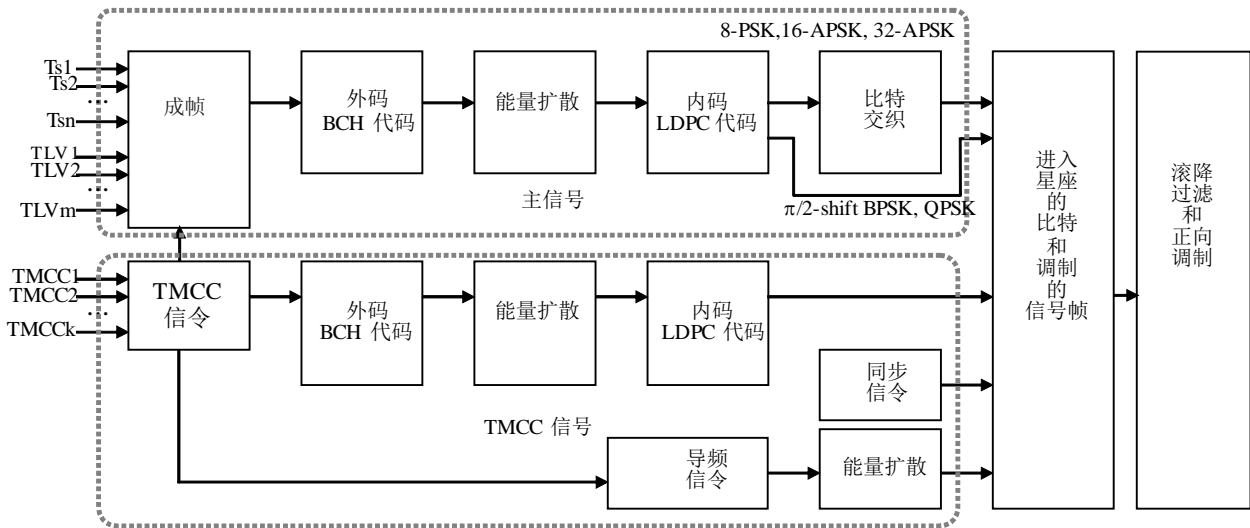 8-PSK,16-APSK, 32-APSK
Ts1
Ts2
...
Tsn
TLV1
TLV2
...
TLVm
成帧
外码
BCH 代码
能量扩散
内码
LDPC 代码
比特
交织
主信号
π/2-shift BPSK, QPSK
TMCC1
TMCC2
...
TMCCk
TMCC
信令
外码
BCH 代码
能量扩散
内码
LDPC 代码
同步
信令
TMCC 信号
导频
信令
能量扩散
进入
星座
的
比特
和
调制
的
信号帧
滚降
过滤
和
正向
调制